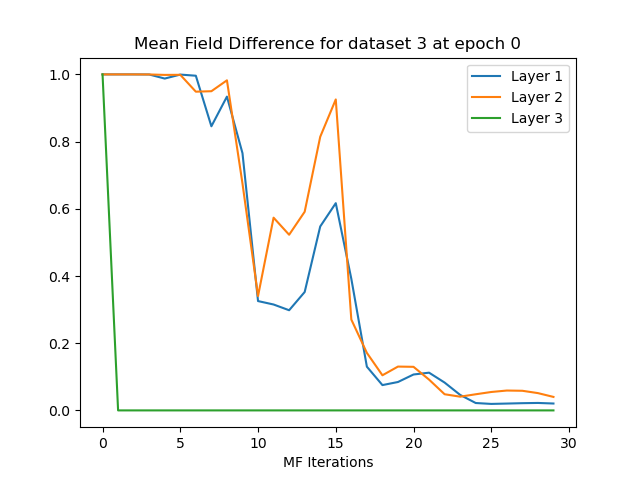 Mean Field Difference for dataset 3 at epoch 0
Layer 1
Layer 2
Layer 3
1.0
0.8
0.6
0.4
0.2
0.0
0 5 10 15 20 25 30
MF Iterations